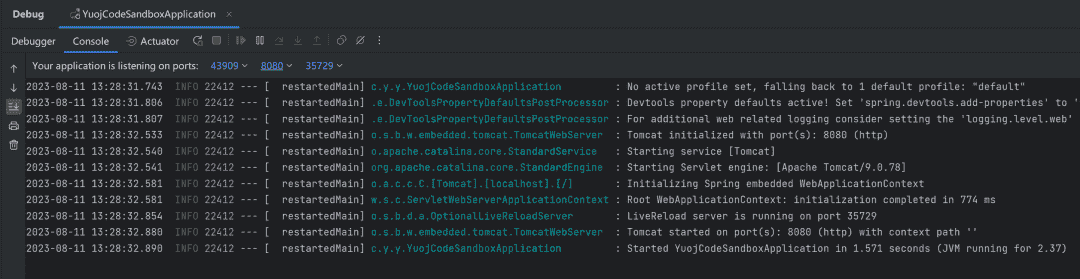 Debug YuojCodeSandboxApplication ×
Debugger Console Actuator
Your application is listening on ports: 43909 8080 35729
2023-08-11 13:28:31.743 INFO 22412 --- [ restartedMain] c.y.y.YuojCodeSandboxApplication : No active profile set, falling back to 1 default profile: "default"
2023-08-11 13:28:31.806 INFO 22412 --- [ restartedMain] .e.DevToolsPropertyDefaultsPostProcessor : Devtools property defaults active! Set 'spring.devtools.add-properties' to '
2023-08-11 13:28:31.807 INFO 22412 --- [ restartedMain] .e.DevToolsPropertyDefaultsPostProcessor : For additional web related logging consider setting the 'logging.level.web'
2023-08-11 13:28:32.533 INFO 22412 --- [ restartedMain] o.s.b.w.embedded.tomcat.TomcatWebServer : Tomcat initialized with port(s): 8080 (http)
2023-08-11 13:28:32.540 INFO 22412 --- [ restartedMain] o.apache.catalina.core.StandardService : Starting service [Tomcat]
2023-08-11 13:28:32.541 INFO 22412 --- [ restartedMain] org.apache.catalina.core.StandardEngine : Starting Servlet engine: [Apache Tomcat/9.0.78]
2023-08-11 13:28:32.581 INFO 22412 --- [ restartedMain] o.a.c.c.C.[Tomcat].[localhost].[/] : Initializing Spring embedded WebApplicationContext
2023-08-11 13:28:32.581 INFO 22412 --- [ restartedMain] w.s.c.ServletWebServerApplicationContext : Root WebApplicationContext: initialization completed in 774 ms
2023-08-11 13:28:32.854 INFO 22412 --- [ restartedMain] o.s.b.d.a.OptionalLiveReloadServer : LiveReload server is running on port 35729
2023-08-11 13:28:32.880 INFO 22412 --- [ restartedMain] o.s.b.w.embedded.tomcat.TomcatWebServer : Tomcat started on port(s): 8080 (http) with context path ''
2023-08-11 13:28:32.890 INFO 22412 --- [ restartedMain] c.y.y.YuojCodeSandboxApplication : Started YuojCodeSandboxApplication in 1.571 seconds (JVM running for 2.37)